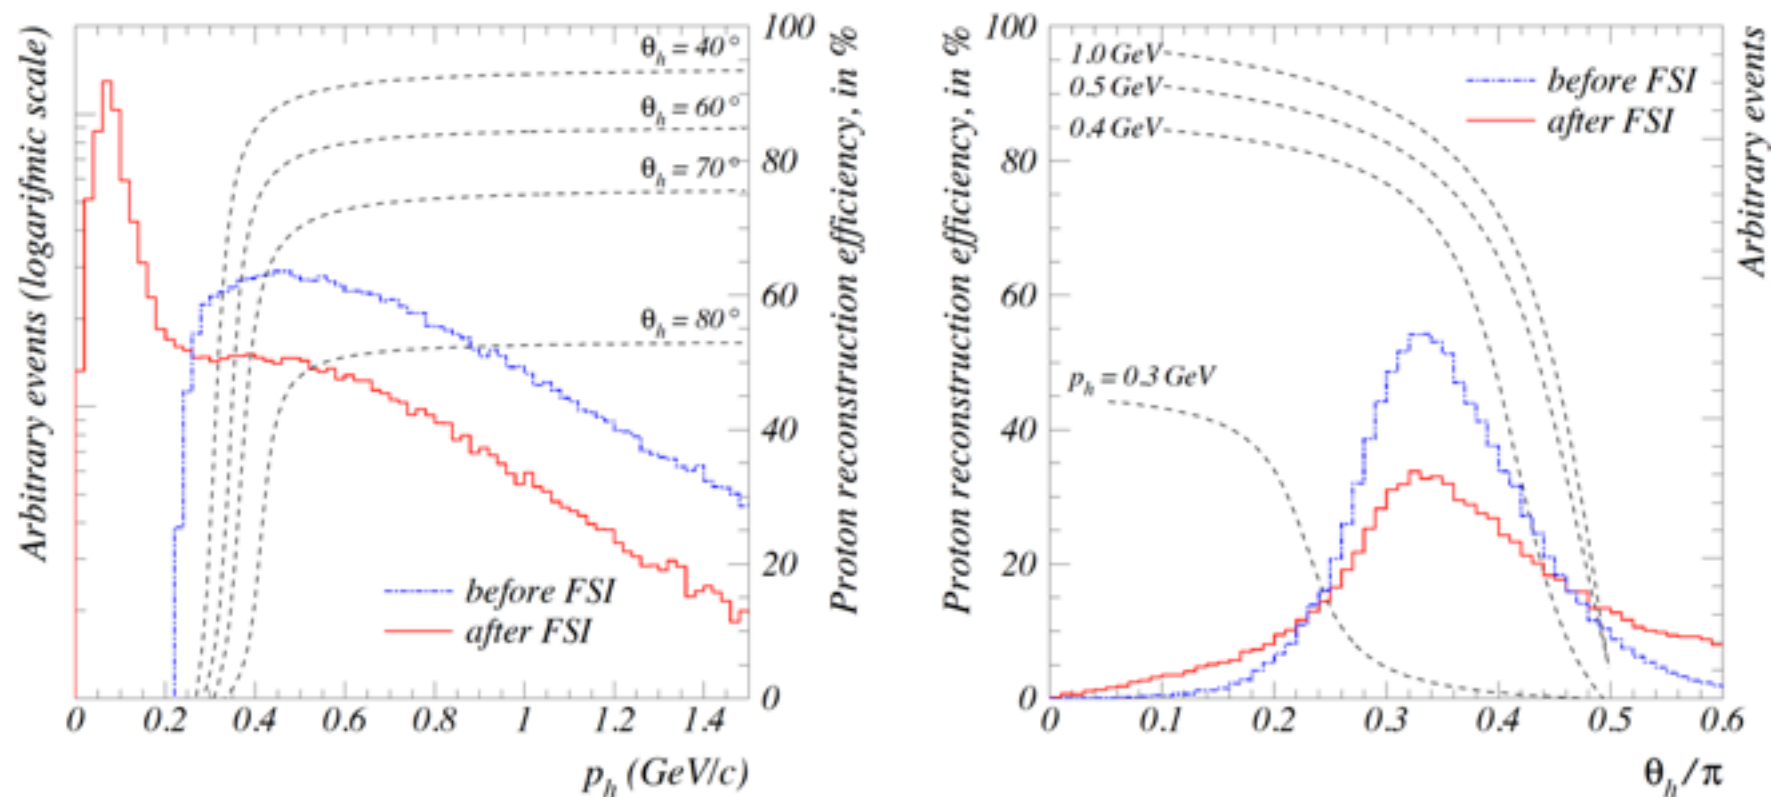 Arbitrary events (logarifmic scale)
θh = 40°
θh = 60°
θh = 70°
θh = 80°
before FSI
after FSI
0 0.2 0.4 0.6 0.8 1 1.2 1.4
ph (GeV/c)
100
80
60
40
20
0
Proton reconstruction efficiency, in %
Proton reconstruction efficiency, in %
100
80
60
40
20
0
1.0 GeV
0.5 GeV
0.4 GeV
ph = 0.3 GeV
before FSI
after FSI
0 0.1 0.2 0.3 0.4 0.5 0.6
θh/π
Arbitrary events